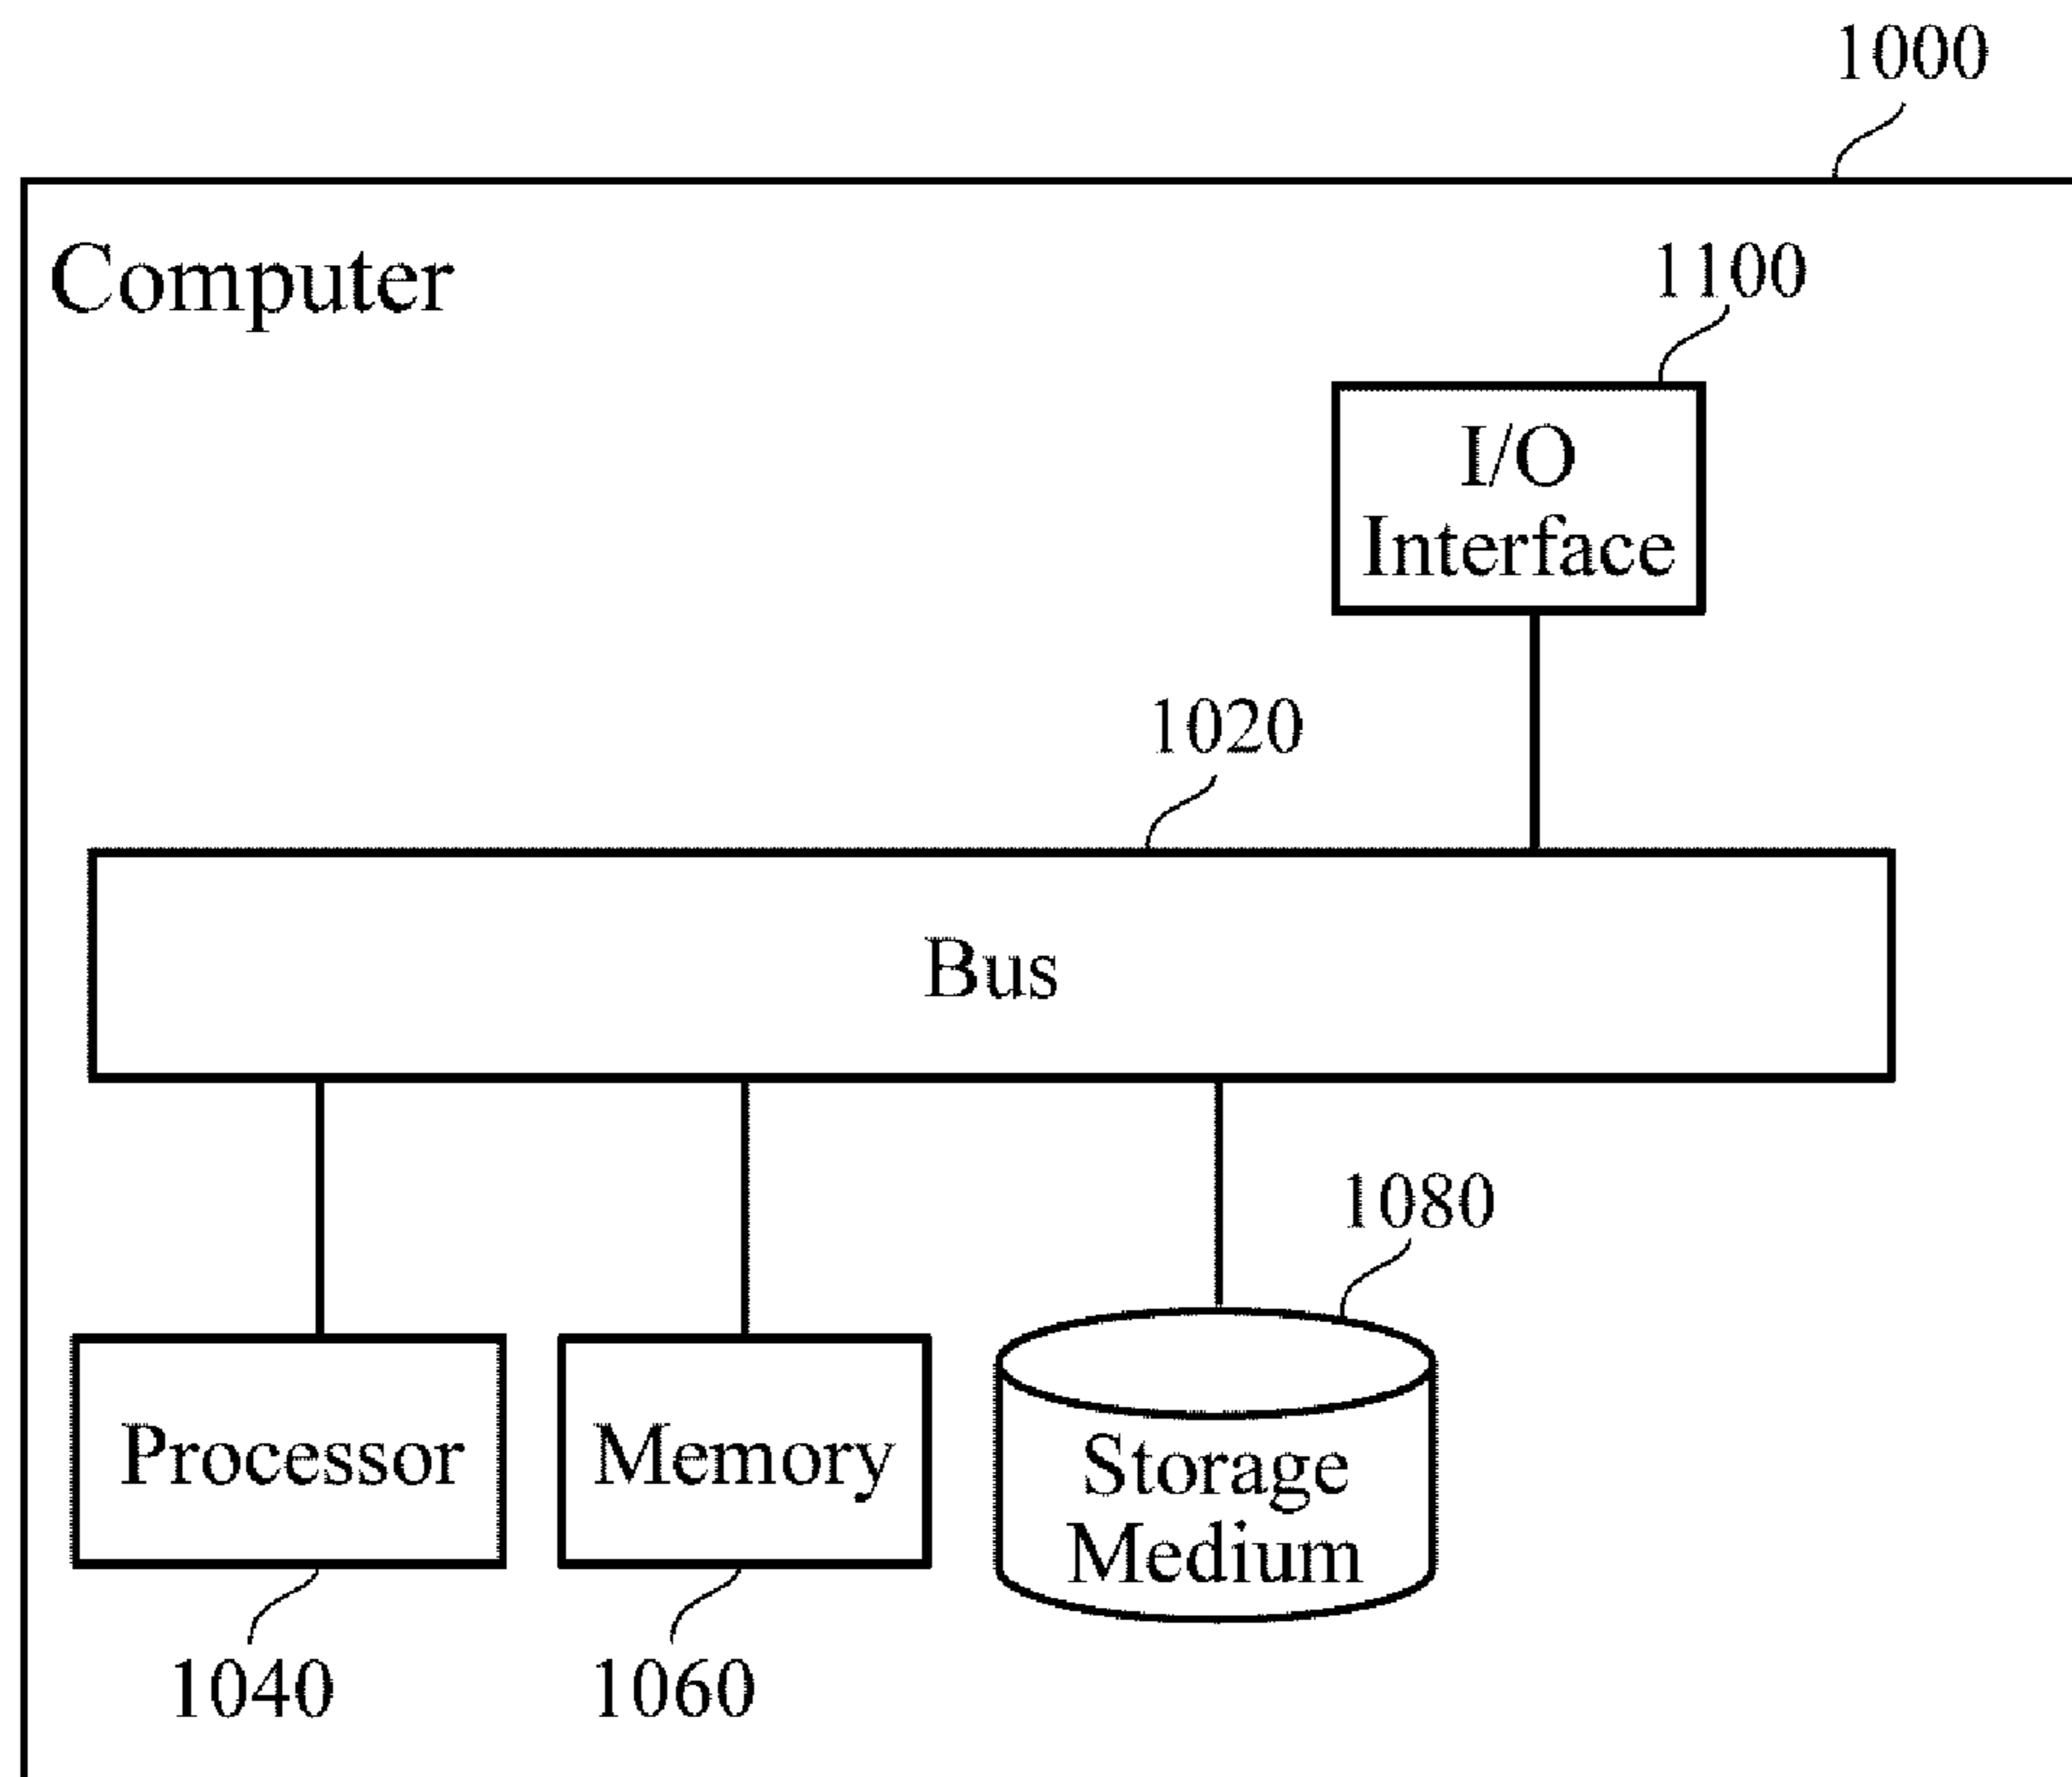 1000
Computer
1100
I/O
Interface
1020
Bus
1080
Processor
Memory
Storage
Medium
1040
1060